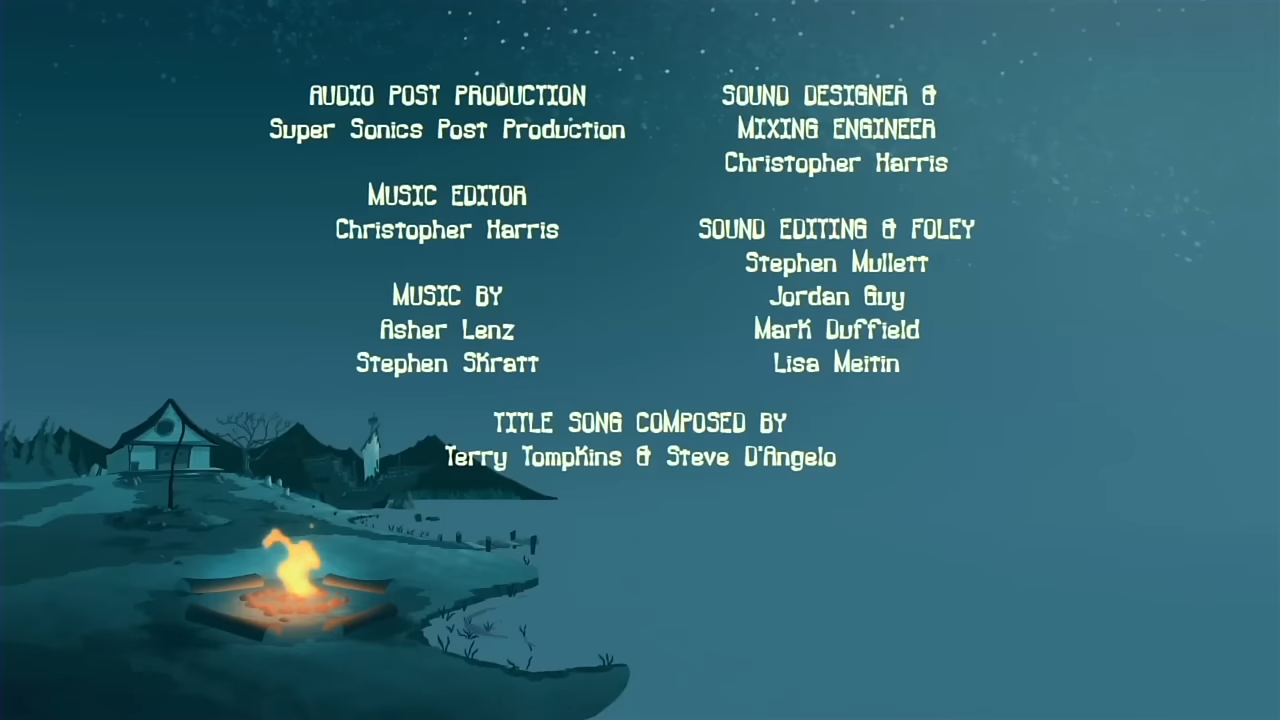 AUDIO POST PRODUCTION
Super Sonics Post Production
MUSIC EDITOR
Christopher Harris
MUSIC BY
Asher Lenz
Stephen Skratt
SOUND DESIGNER &
MIXING ENGINEER
Christopher Harris
SOUND EDITING & FOLEY
Stephen Mullett
Jordan Guy
Mark Duffield
Lisa Meitin
TITLE SONG COMPOSED BY
Terry Tompkins & Steve D'Angelo